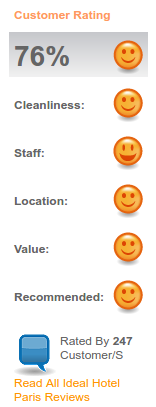 Customer Rating
76%
Cleanliness:
Staff:
Location:
Value:
Recommended:
Rated By 247
Customer/S
Read All Ideal Hotel
Paris Reviews